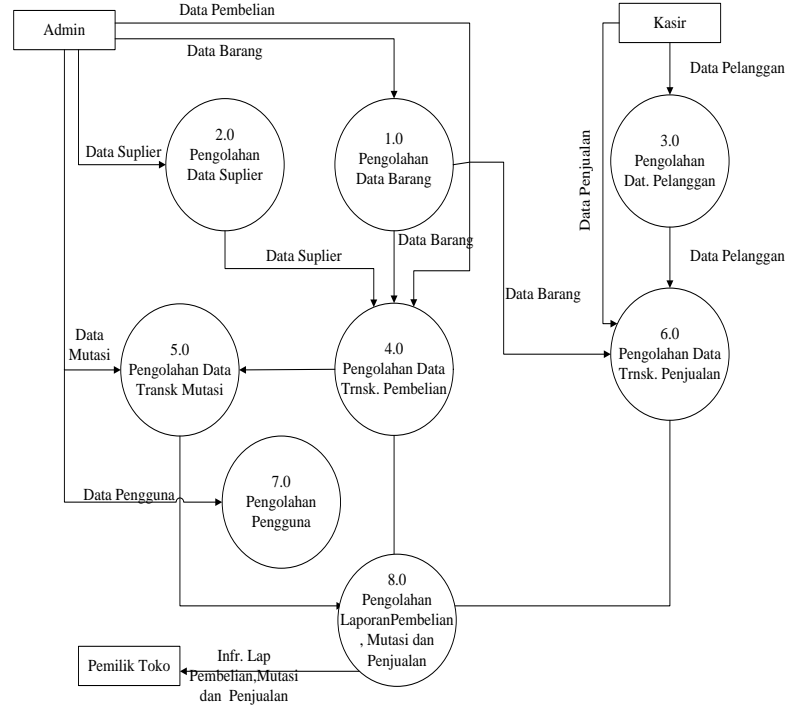 Data Pembelian
Admin
Kasir
Data Barang
Data Pelanggan
2.0
Pengolahan
Data Suplier
1.0
Pengolahan
Data Barang
3.0
Pengolahan
Dat. Pelanggan
Data Suplier
Data Penjualan
Data Barang
Data Suplier
Data Pelanggan
Data Barang
Data
Mutasi
5.0
Pengolahan Data
Transk Mutasi
4.0
Pengolahan Data
Trnsk. Pembelian
6.0
Pengolahan Data
Trnsk. Penjualan
Data Pengguna
7.0
Pengolahan
Pengguna
8.0
Pengolahan
LaporanPembelian
, Mutasi dan
Penjualan
Pemilik Toko
Infr. Lap
Pembelian,Mutasi
dan Penjualan